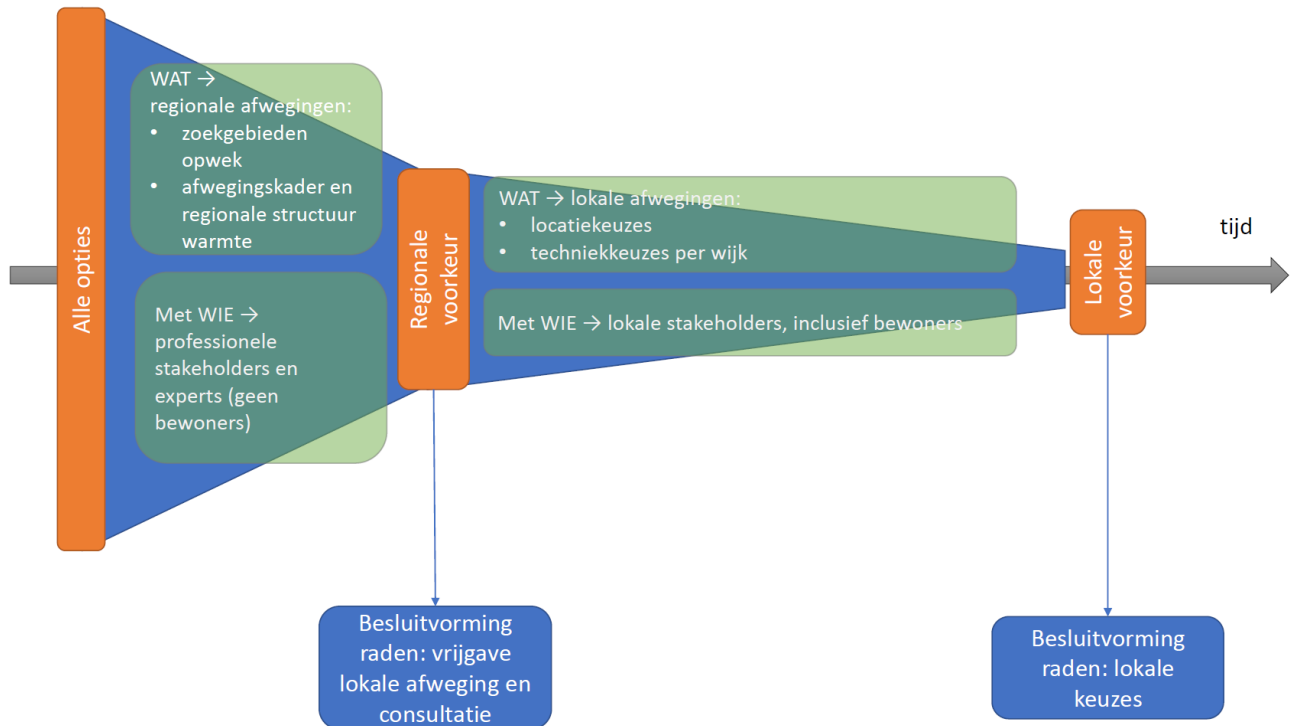 Alle opties
WAT →
regionale afwegingen:
• zoekgebieden
opwek
• afwegingskader en
regionale structuur
warmte
Met WIE →
professionele
stakeholders en
experts (geen
bewoners)
Regionale
voorkeur
WAT → lokale afwegingen:
• locatiekeuzes
• techniekkeuzes per wijk
Met WIE → lokale stakeholders, inclusief bewoners
Lokale
voorkeur
tijd
Besluitvorming
raden: vrijgave
lokale afweging en
consultatie
Besluitvorming
raden: lokale
keuzes